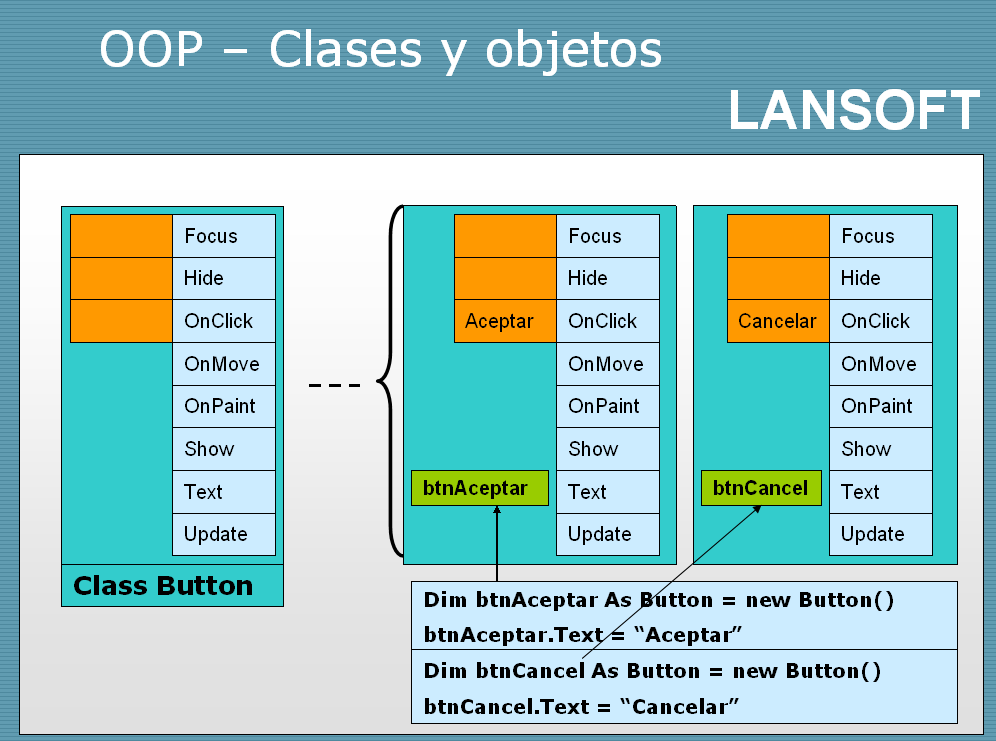 OOP – Clases y objetos
LANSOFT
Focus
Hide
OnClick
OnMove
OnPaint
Show
Text
Update
Class Button
Focus
Hide
Aceptar OnClick
OnMove
OnPaint
Show
btnAceptar Text
Update
Focus
Hide
Cancelar OnClick
OnMove
OnPaint
Show
btnCancel Text
Update
Dim btnAceptar As Button = new Button()
btnAceptar.Text = “Aceptar”
Dim btnCancel As Button = new Button()
btnCancel.Text = “Cancelar”